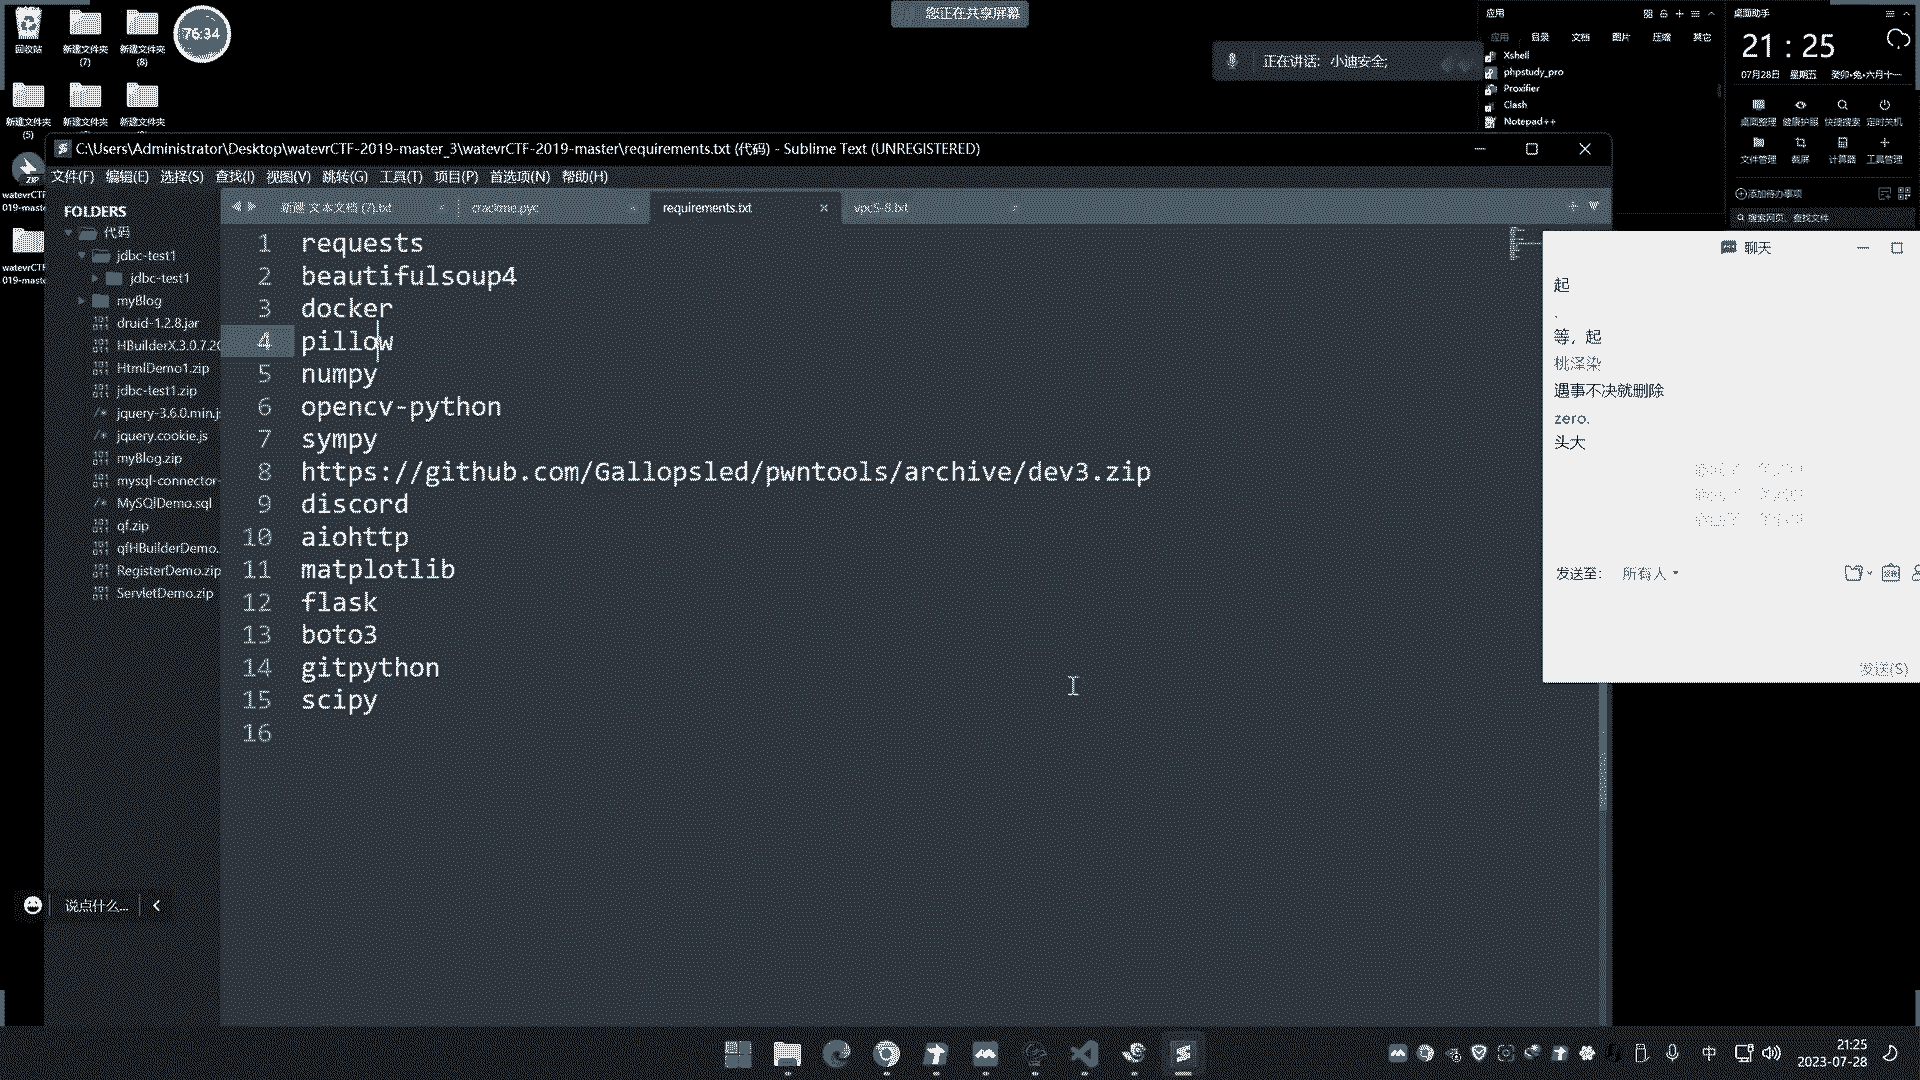 您正在共享屏幕
回收站
新建文件夹 (7)
新建文件夹 (8)
76:34
新建文件夹 (5)
新建文件夹
新建文件夹
正在讲话: 小迪安全;
应用
应用 目录 文档 图片 压缩 其它
Xshell
phpstudy_pro
Proxifier
Clash
Notepad++
桌面助手
21 : 25
07月28日 星期五 癸卯·兔·六月十一
桌面整理 健康护眼 快捷搜索 定时关机
文件管理 截屏 计算器 工具管理
添加待办事项
搜索网页、查找文件
ZIP
watevrCTF
019-maste
watevrCTF
019-maste
C:\Users\Administrator\Desktop\watevrCTF-2019-master_3\watevrCTF-2019-master\requirements.txt (代码) - Sublime Text (UNREGISTERED)
文件(F) 编辑(E) 选择(S) 查找(I) 视图(V) 跳转(G) 工具(T) 项目(P) 首选项(N) 帮助(H)
新建 文本文档 (7).txt
crackme.pyc
requirements.txt
vpc5-8.txt
FOLDERS
代码
jdbc-test1
jdbc-test1
myBlog
druid-1.2.8.jar
HBuilderX.3.0.7.20
HtmlDemo1.zip
jdbc-test1.zip
jquery-3.6.0.min.js
jquery.cookie.js
myBlog.zip
mysql-connector-
MySQlDemo.sql
qf.zip
qfHBuilderDemo.
RegisterDemo.zip
ServletDemo.zip
1 requests
2 beautifulsoup4
3 docker
4 pillow
5 numpy
6 opencv-python
7 sympy
8 https://github.com/Gallopsled/pwntools/archive/dev3.zip
9 discord
10 aiohttp
11 matplotlib
12 flask
13 boto3
14 gitpython
15 scipy
16
聊天
起
.
等，起
桃泽染
遇事不决就删除
zero.
头大
发送至: 所有人
发送(S)
说点什么...
中
21:25
2023-07-28